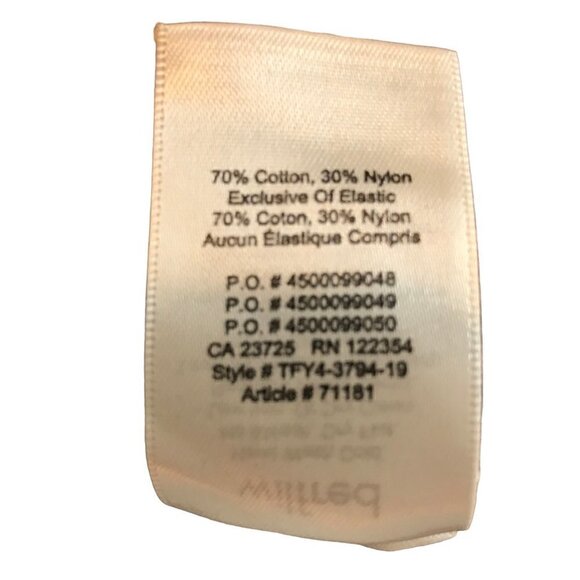 70% Cotton, 30% Nylon
Exclusive Of Elastic
70% Coton, 30% Nylon
Aucun Élastique Compris
P.O. # 4500099048
P.O. # 4500099049
P.O. # 4500099050
CA 23725 RN 122354
Style # TFY4-3794-19
Article # 71181
wilfred